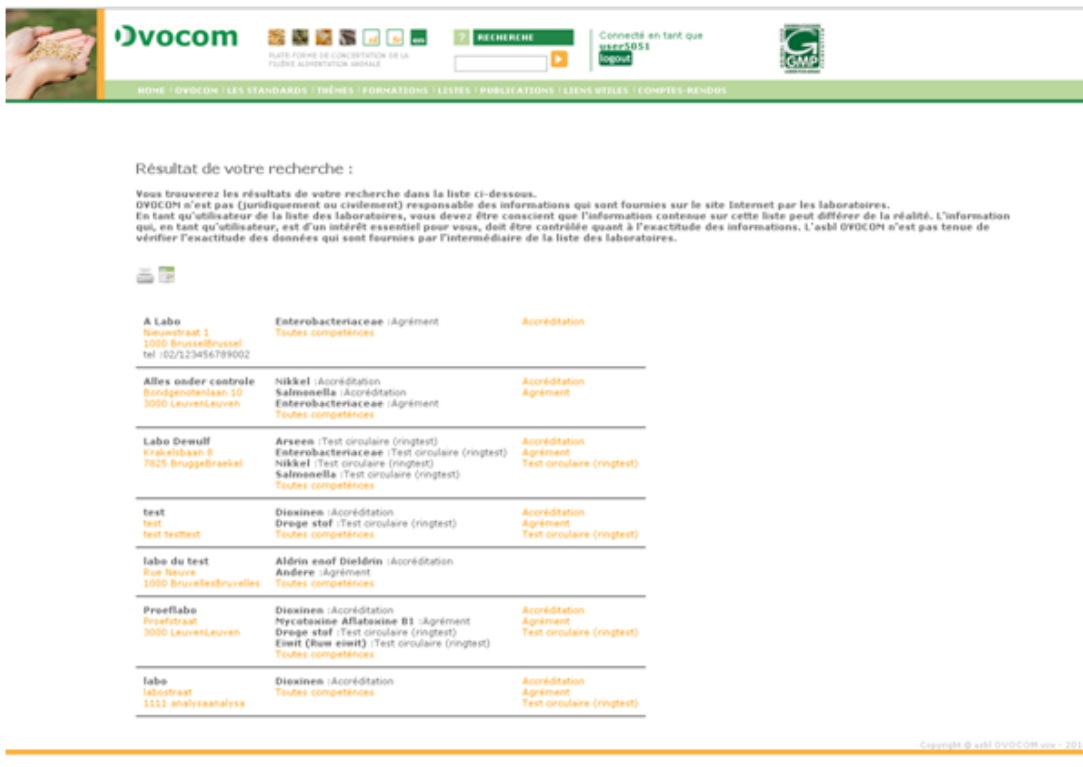 Ovocom
PLATE-FORME DE CONCERTATION DE LA
FILIÈRE ALIMENTATION ANIMALE
nl
fr
en
? RECHERCHE
Connecté en tant que
user5051
logout
GMP
HOME | OVOCOM | LES STANDARDS | THÈMES | FORMATIONS | LISTES | PUBLICATIONS | LIENS UTILES | COMPTES-RENDUS
Résultat de votre recherche :
Vous trouverez les résultats de votre recherche dans la liste ci-dessous.
OVOCOM n'est pas (juridiquement ou civilement) responsable des informations qui sont fournies sur le site Internet par les laboratoires.
En tant qu'utilisateur de la liste des laboratoires, vous devez être conscient que l'information contenue sur cette liste peut différer de la réalité. L'information
qui, en tant qu'utilisateur, est d'un intérêt essentiel pour vous, doit être contrôlée quant à l'exactitude des informations. L'asbl OVOCOM n'est pas tenue de
vérifier l'exactitude des données qui sont fournies par l'intermédiaire de la liste des laboratoires.
A Labo Enterobacteriaceae :Agrément Accréditation
Nieuwstraat 1 Toutes competénces
1000 BrusselBrussel
tel :02/123456789002
Alles onder controle Nikkel :Accréditation Accréditation
Bondgenotenlaan 10 Salmonella :Accréditation Agrément
3000 LeuvenLeuven Enterobacteriaceae :Agrément
Toutes competénces
Labo Dewulf Arseen :Test circulaire (ringtest) Accréditation
Krakelsbaan 8 Enterobacteriaceae :Test circulaire (ringtest) Agrément
7825 BruggeBraekel Nikkel :Test circulaire (ringtest) Test circulaire (ringtest)
Salmonella :Test circulaire (ringtest)
Toutes competénces
test Dioxinen :Accréditation Accréditation
test Droge stof :Test circulaire (ringtest) Agrément
test testtest Toutes competénces Test circulaire (ringtest)
labo du test Aldrin enof Dieldrin :Accréditation
Rue Neuve Andere :Agrément
1000 BruxellesBruxelles Toutes competénces
Proeflabo Dioxinen :Accréditation Accréditation
Proefstraat Mycotoxine Aflatoxine B1 :Agrément Agrément
3000 LeuvenLeuven Droge stof :Test circulaire (ringtest) Test circulaire (ringtest)
Eiwit (Ruw eiwit) :Test circulaire (ringtest)
Toutes competénces
labo Dioxinen :Accréditation Accréditation
labostraat Toutes competénces Agrément
1111 analysaanalysa Test circulaire (ringtest)
Copyright @ asbl OVOCOM vzw - 201